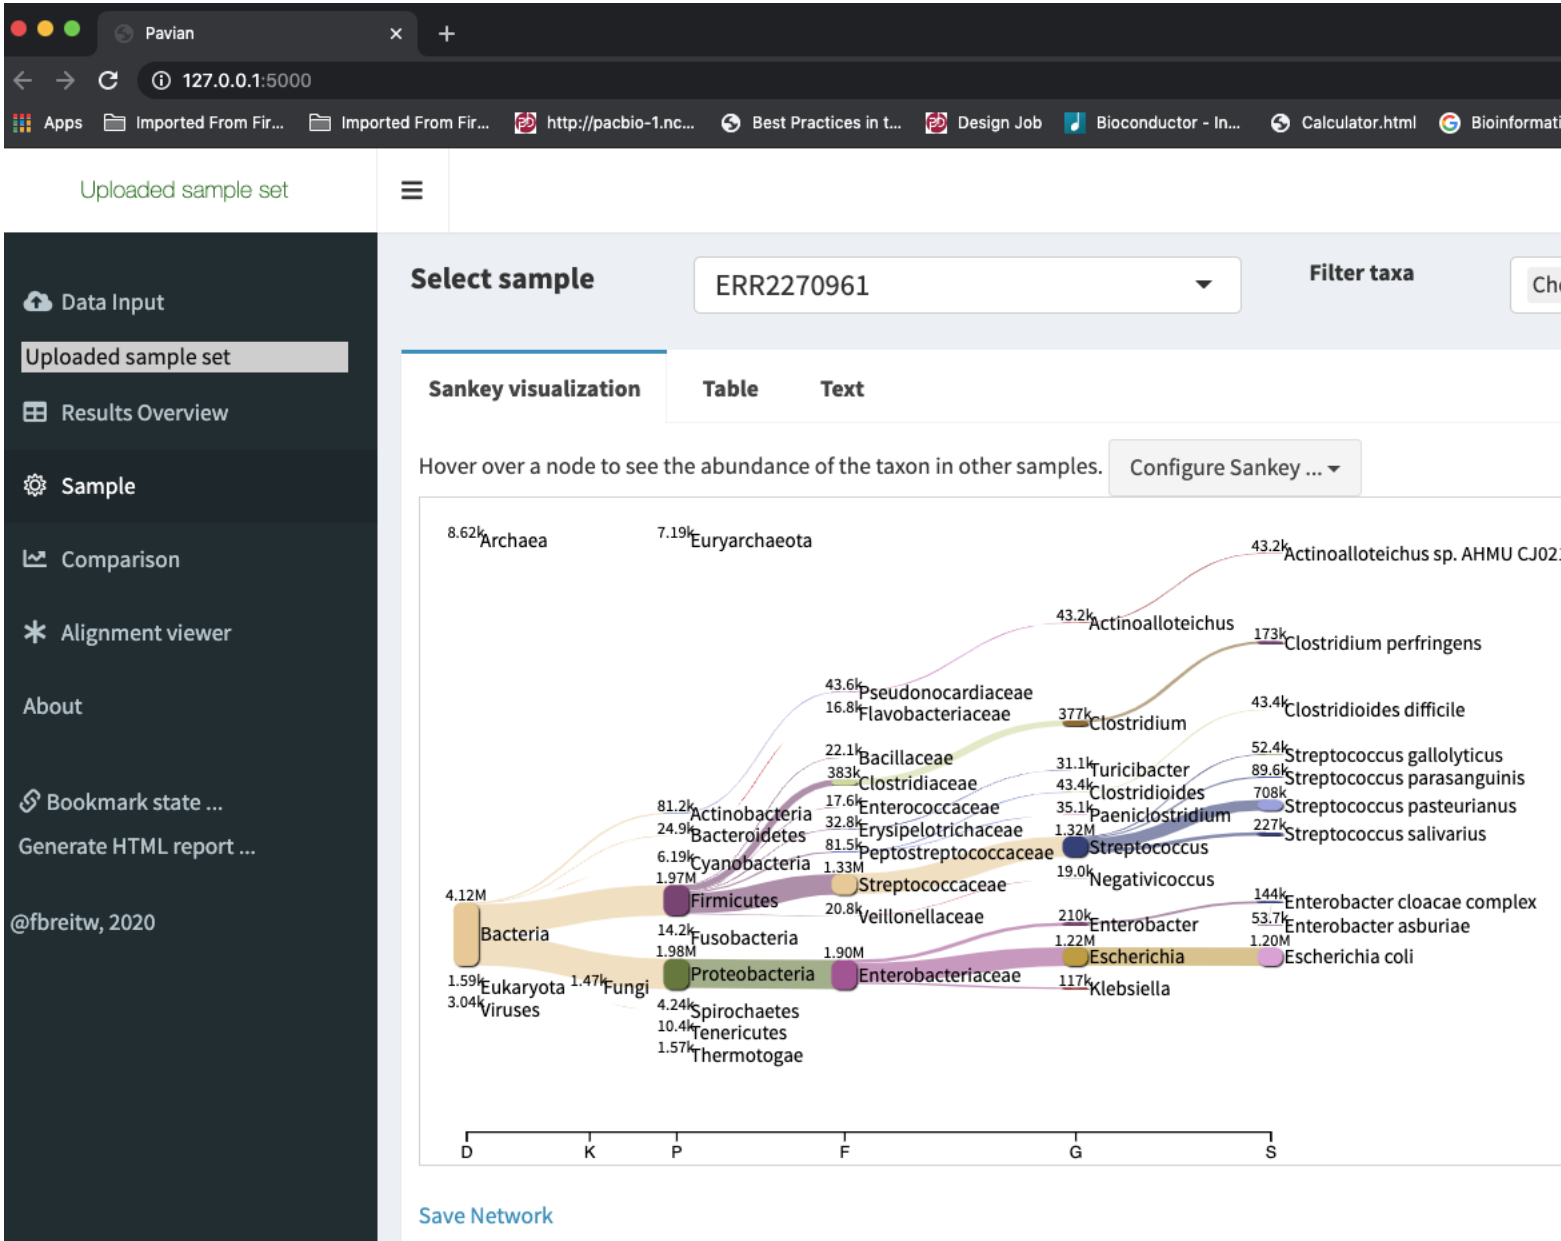 Pavian
127.0.0.1:5000
Apps Imported From Fir... Imported From Fir... http://pacbio-1.nc... Best Practices in t... Design Job Bioconductor - In... Calculator.html Bioinformati
Uploaded sample set
Select sample ERR2270961 Filter taxa
Data Input
Uploaded sample set
Results Overview
Sample
Comparison
Alignment viewer
About
Bookmark state ...
Generate HTML report ...
@fbreitw, 2020
Sankey visualization Table Text
Hover over a node to see the abundance of the taxon in other samples. Configure Sankey ...
8.62k Archaea
4.12M Bacteria
1.59k Eukaryota
3.04k Viruses
1.47k Fungi
7.19k Euryarchaeota
81.2k Actinobacteria
24.9k Bacteroidetes
6.19k Cyanobacteria
1.97M Firmicutes
14.2k Fusobacteria
1.98M Proteobacteria
4.24k Spirochaetes
10.4k Tenericutes
1.57k Thermotogae
43.6k Pseudonocardiaceae
16.8k Flavobacteriaceae
22.1k Bacillaceae
383k Clostridiaceae
17.6k Enterococcaceae
32.8k Erysipelotrichaceae
81.5k Peptostreptococcaceae
1.33M Streptococcaceae
20.8k Veillonellaceae
1.90M Enterobacteriaceae
43.2k Actinoalloteichus
377k Clostridium
31.1k Turicibacter
43.4k Clostridioides
35.1k Paeniclostridium
1.32M Streptococcus
19.0k Negativicoccus
210k Enterobacter
1.22M Escherichia
117k Klebsiella
43.2k Actinoalloteichus sp. AHMU CJ021
173k Clostridium perfringens
43.4k Clostridioides difficile
52.4k Streptococcus gallolyticus
89.6k Streptococcus parasanguinis
708k Streptococcus pasteurianus
227k Streptococcus salivarius
144k Enterobacter cloacae complex
53.7k Enterobacter asburiae
1.20M Escherichia coli
D K P F G S
Save Network